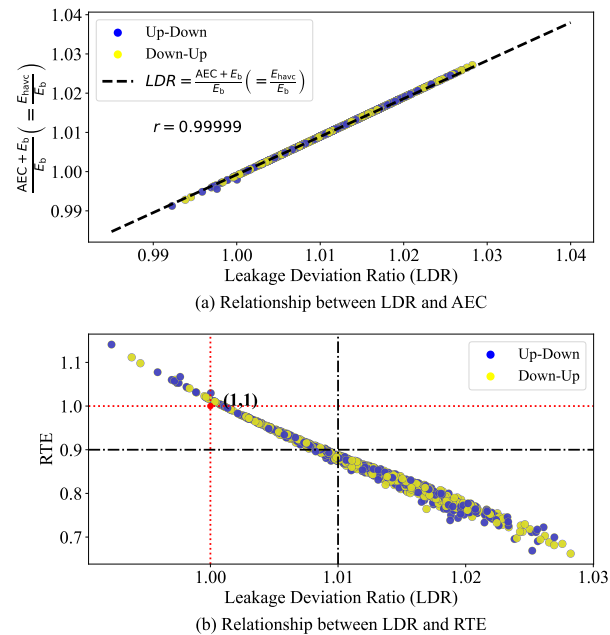 1.04
1.03
1.02
1.01
1.00
0.99
AEC + E_b / E_b ( = E_havc / E_b )
Up-Down
Down-Up
LDR = AEC + E_b / E_b ( = E_havc / E_b )
r = 0.99999
0.99 1.00 1.01 1.02 1.03 1.04
Leakage Deviation Ratio (LDR)
(a) Relationship between LDR and AEC
1.1
1.0
0.9
0.8
0.7
RTE
Up-Down
Down-Up
(1,1)
1.00 1.01 1.02 1.03
Leakage Deviation Ratio (LDR)
(b) Relationship between LDR and RTE